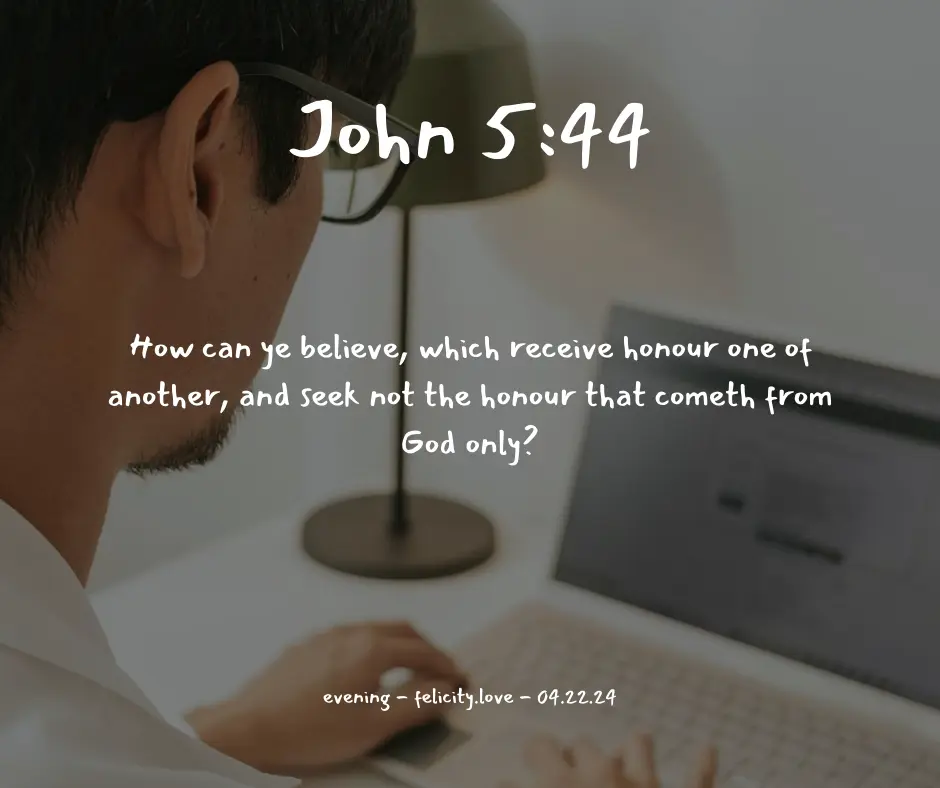 John 5:44
How can ye believe, which receive honour one of
another, and seek not the honour that cometh from
God only?
evening - felicity.love - 04.22.24